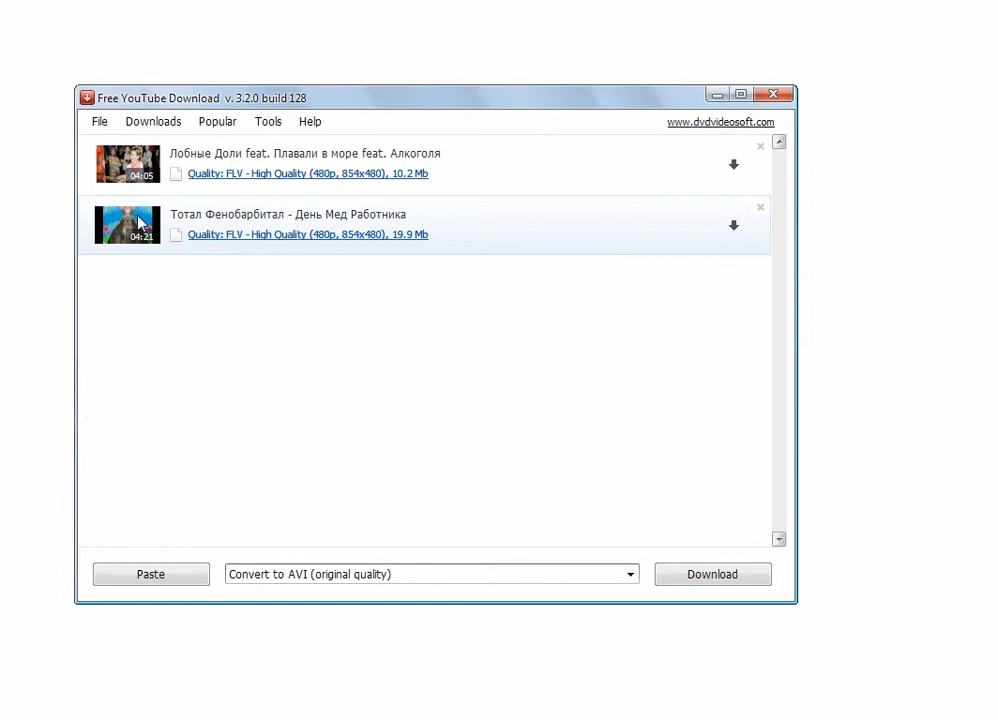 Free YouTube Download v. 3.2.0 build 128
File Downloads Popular Tools Help www.dvdvideosoft.com
Лобные Доли feat. Плавали в море feat. Алкоголя
04:05 Quality: FLV - High Quality (480p, 854x480), 10.2 Mb
Тотал Фенобарбитал - День Мед Работника
04:21 Quality: FLV - High Quality (480p, 854x480), 19.9 Mb
Paste Convert to AVI (original quality) Download